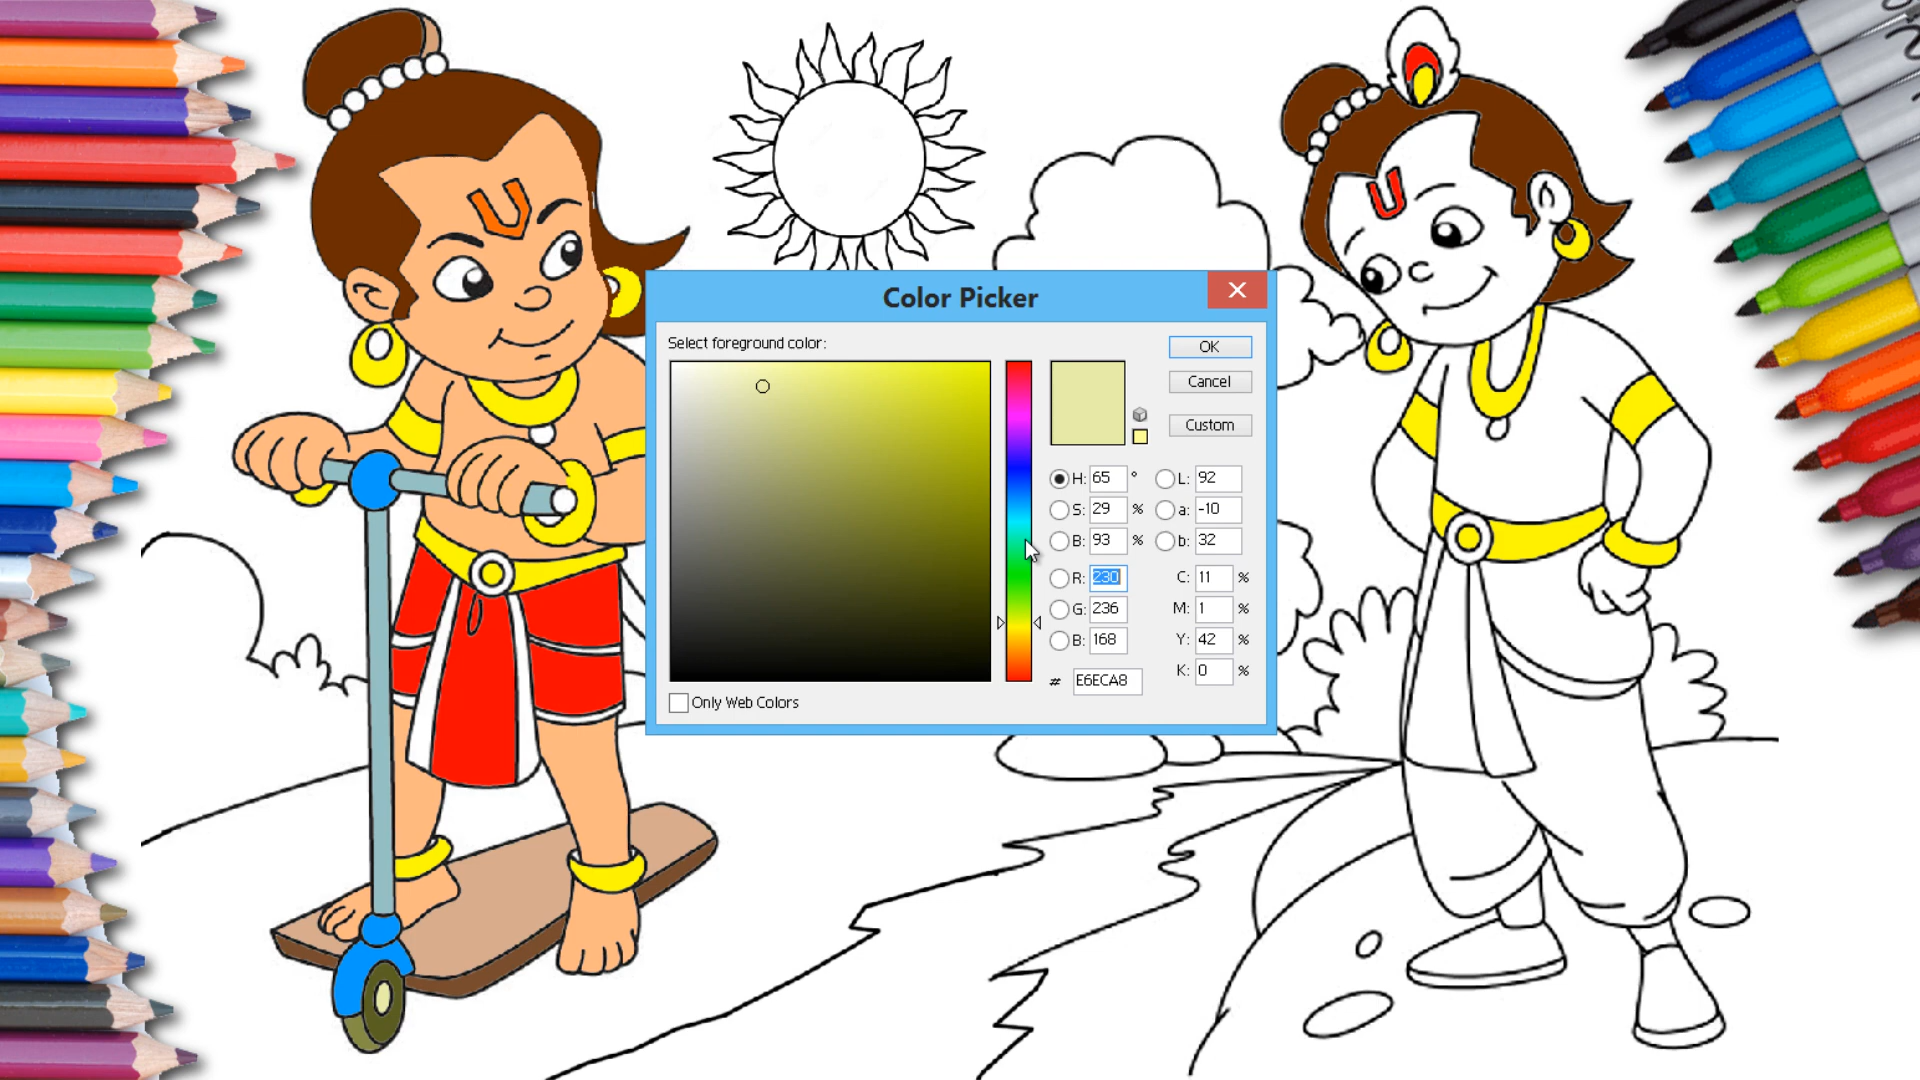 Color Picker
Select foreground color:
OK
Cancel
Custom
H: 65 ° L: 92
S: 29 % a: -10
B: 93 % b: 32
R: 230 C: 11 %
G: 236 M: 1 %
B: 168 Y: 42 %
K: 0 %
# E6ECA8
Only Web Colors